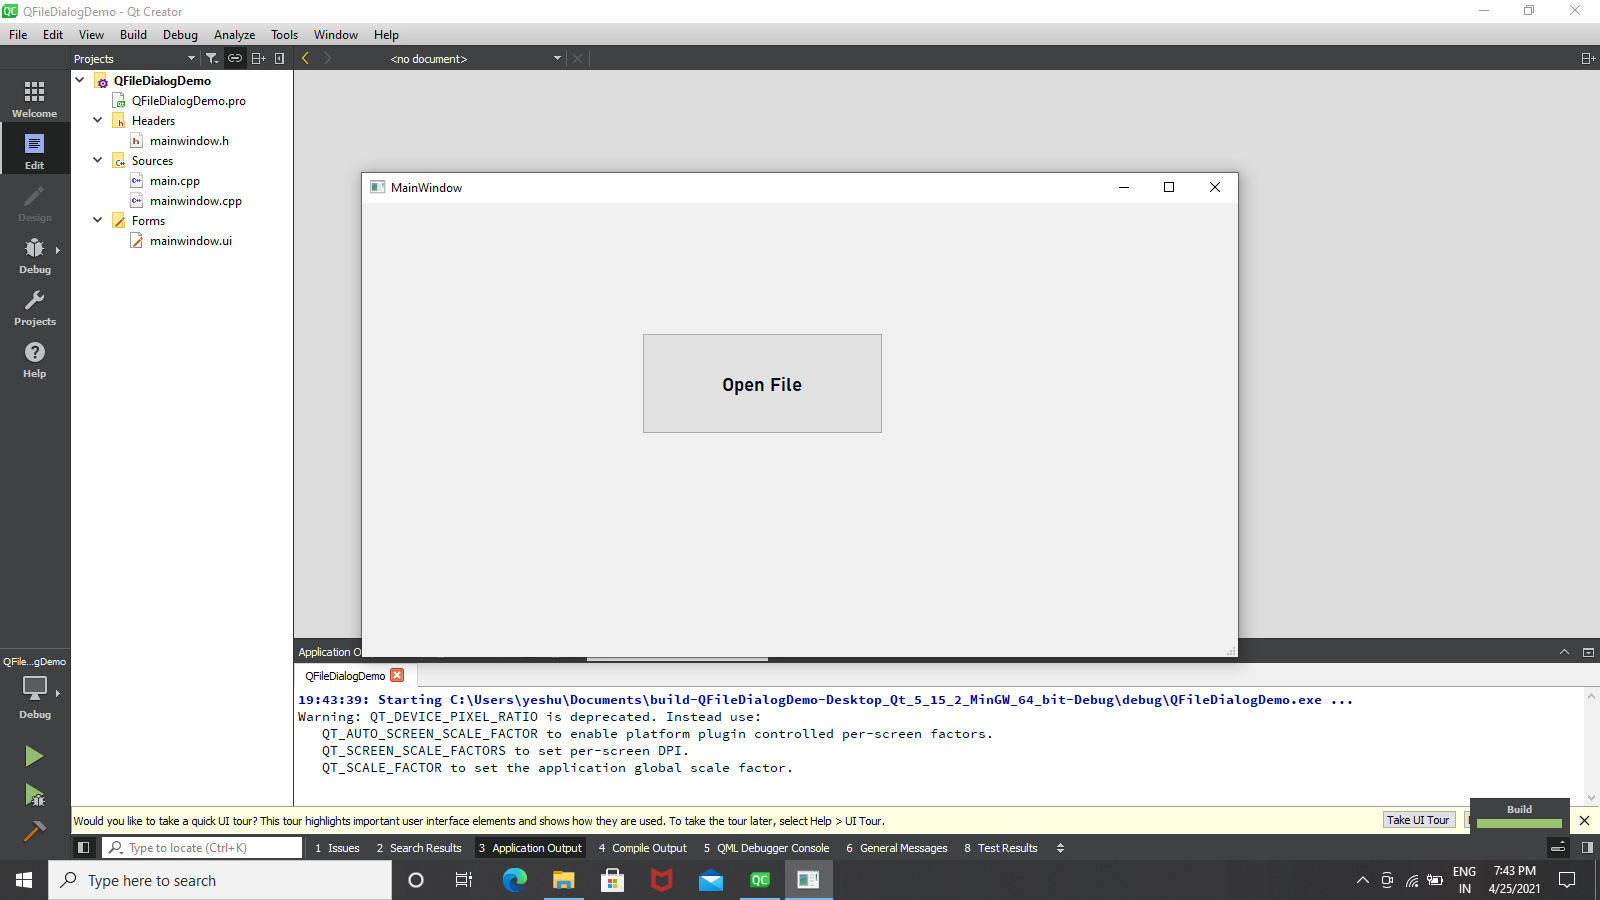 QFileDialogDemo - Qt Creator
File Edit View Build Debug Analyze Tools Window Help
Projects
<no document>
Welcome
Edit
Design
Debug
Projects
Help
QFileDialogDemo
QFileDialogDemo.pro
Headers
mainwindow.h
Sources
main.cpp
mainwindow.cpp
Forms
mainwindow.ui
MainWindow
Open File
QFile...gDemo
Debug
Application O
QFileDialogDemo
19:43:39: Starting C:\Users\yeshu\Documents\build-QFileDialogDemo-Desktop_Qt_5_15_2_MinGW_64_bit-Debug\debug\QFileDialogDemo.exe ...
Warning: QT_DEVICE_PIXEL_RATIO is deprecated. Instead use:
QT_AUTO_SCREEN_SCALE_FACTOR to enable platform plugin controlled per-screen factors.
QT_SCREEN_SCALE_FACTORS to set per-screen DPI.
QT_SCALE_FACTOR to set the application global scale factor.
Would you like to take a quick UI tour? This tour highlights important user interface elements and shows how they are used. To take the tour later, select Help > UI Tour.
Take UI Tour
Build
Type to locate (Ctrl+K)
1 Issues 2 Search Results 3 Application Output 4 Compile Output 5 QML Debugger Console 6 General Messages 8 Test Results
Type here to search
ENG
IN
7:43 PM
4/25/2021